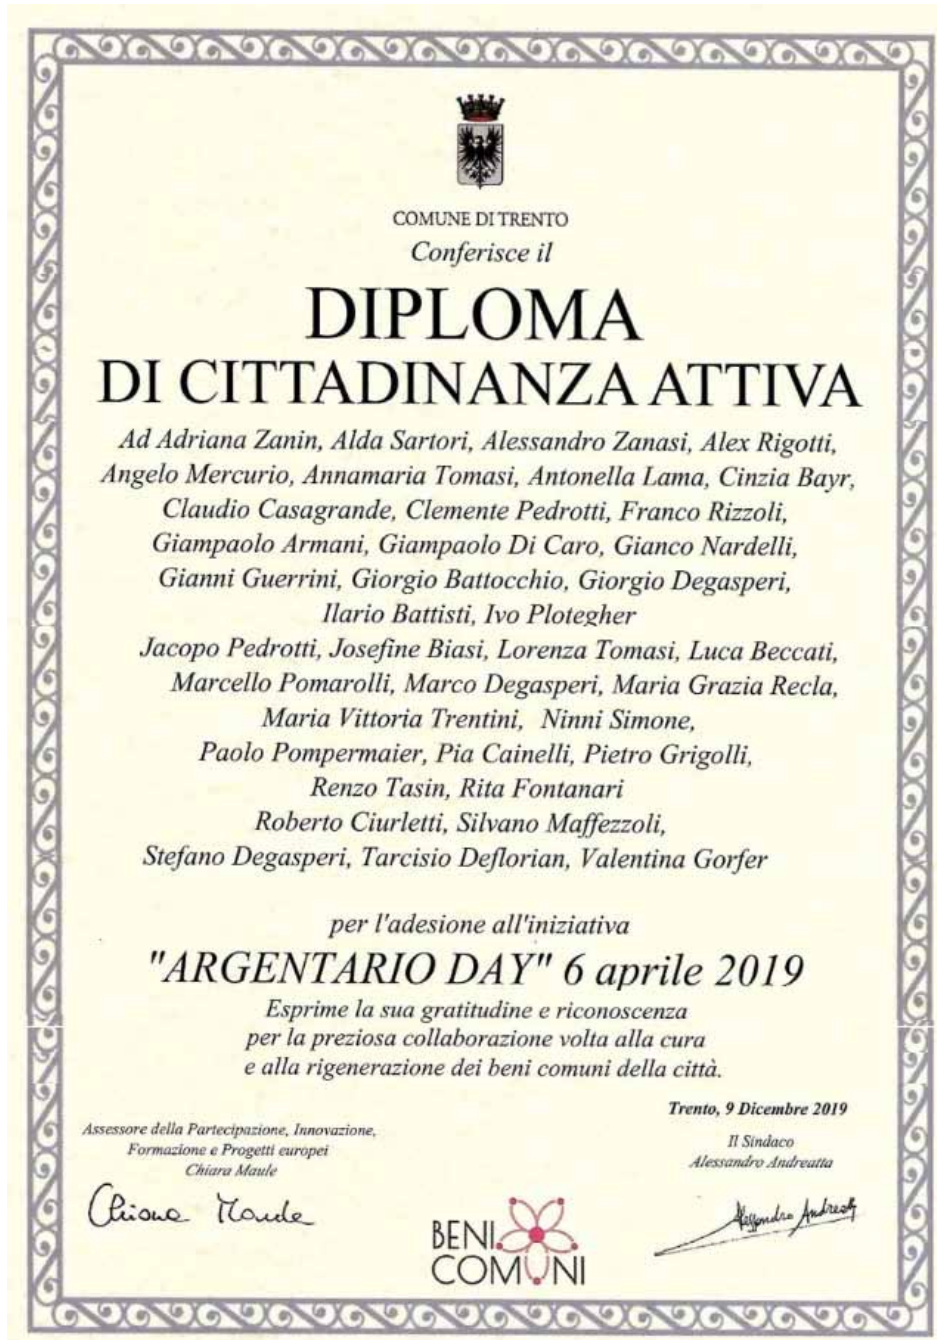 COMUNE DI TRENTO
Conferisce il
DIPLOMA
DI CITTADINANZA ATTIVA
Ad Adriana Zanin, Alda Sartori, Alessandro Zanasi, Alex Rigotti,
Angelo Mercurio, Annamaria Tomasi, Antonella Lama, Cinzia Bayr,
Claudio Casagrande, Clemente Pedrotti, Franco Rizzoli,
Giampaolo Armani, Giampaolo Di Caro, Gianco Nardelli,
Gianni Guerrini, Giorgio Battocchio, Giorgio Degasperi,
Ilario Battisti, Ivo Plotegher
Jacopo Pedrotti, Josefine Biasi, Lorenza Tomasi, Luca Beccati,
Marcello Pomarolli, Marco Degasperi, Maria Grazia Recla,
Maria Vittoria Trentini, Ninni Simone,
Paolo Pompermaier, Pia Cainelli, Pietro Grigolli,
Renzo Tasin, Rita Fontanari
Roberto Ciurletti, Silvano Maffezzoli,
Stefano Degasperi, Tarcisio Deflorian, Valentina Gorfer
per l'adesione all'iniziativa
"ARGENTARIO DAY" 6 aprile 2019
Esprime la sua gratitudine e riconoscenza
per la preziosa collaborazione volta alla cura
e alla rigenerazione dei beni comuni della città.
Trento, 9 Dicembre 2019
Assessore della Partecipazione, Innovazione,
Formazione e Progetti europei
Chiara Maule
Il Sindaco
Alessandro Andreatta
Chiara Maule
Alessandro Andreatta
BENI
COMUNI